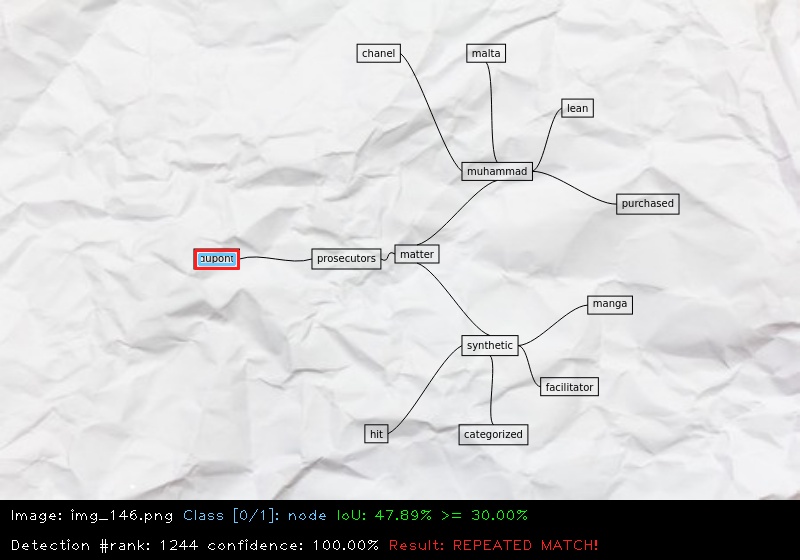 chanel
malta
lean
muhammad
purchased
dupont
prosecutors
matter
manga
synthetic
facilitator
hit
categorized
Image: img_146.png Class [0/1]: node IoU: 47.89% >= 30.00%
Detection #rank: 1244 confidence: 100.00% Result: REPEATED MATCH!